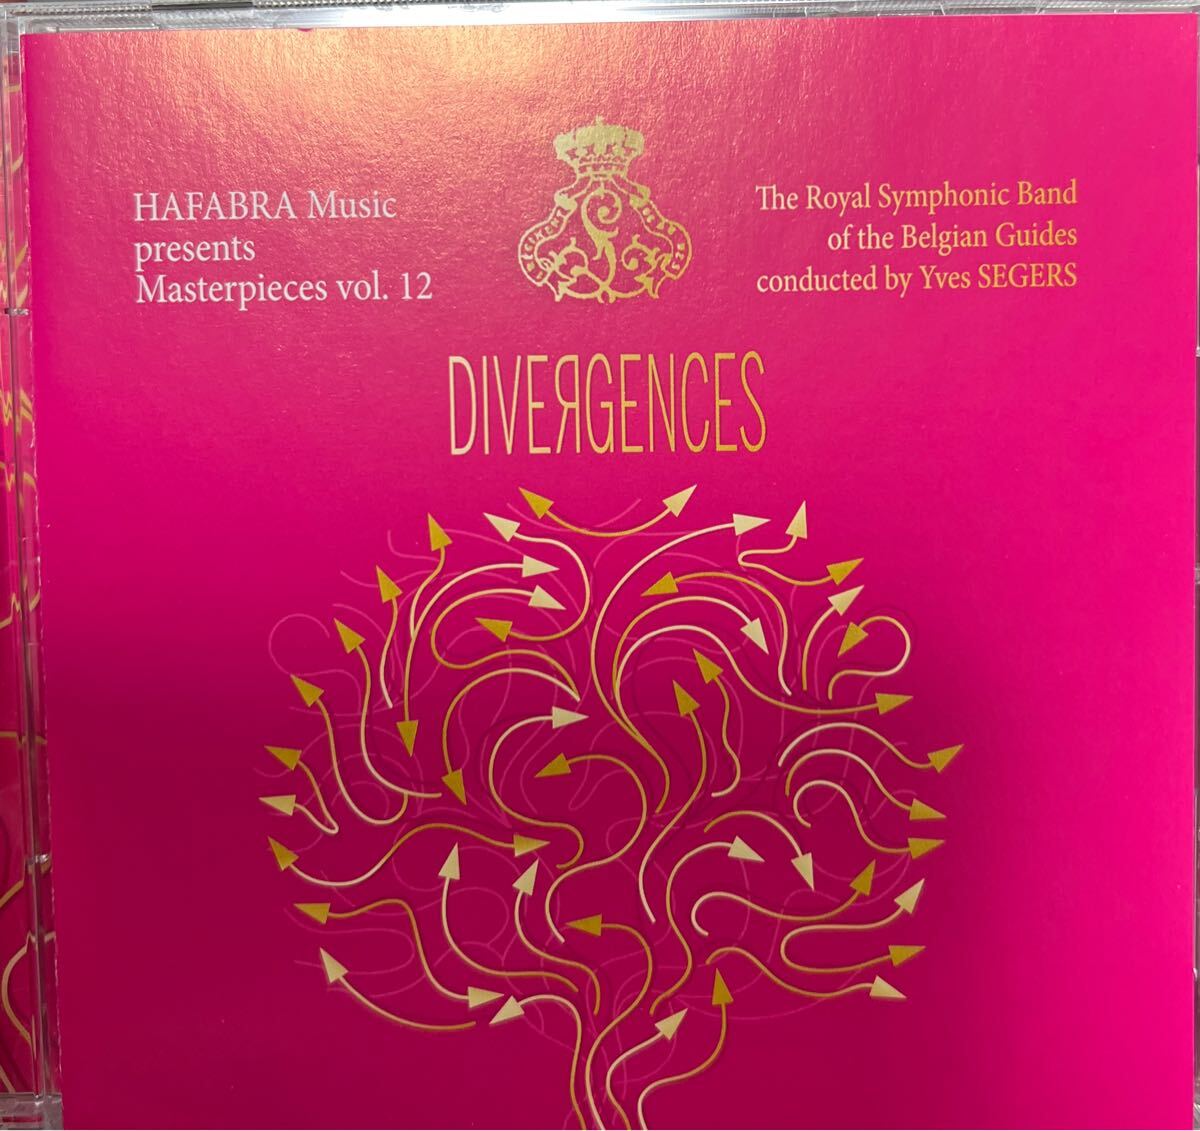 HAFABRA Music
presents
Masterpieces vol. 12
The Royal Symphonic Band
of the Belgian Guides
conducted by Yves SEGERS
DIVEЯGENCES